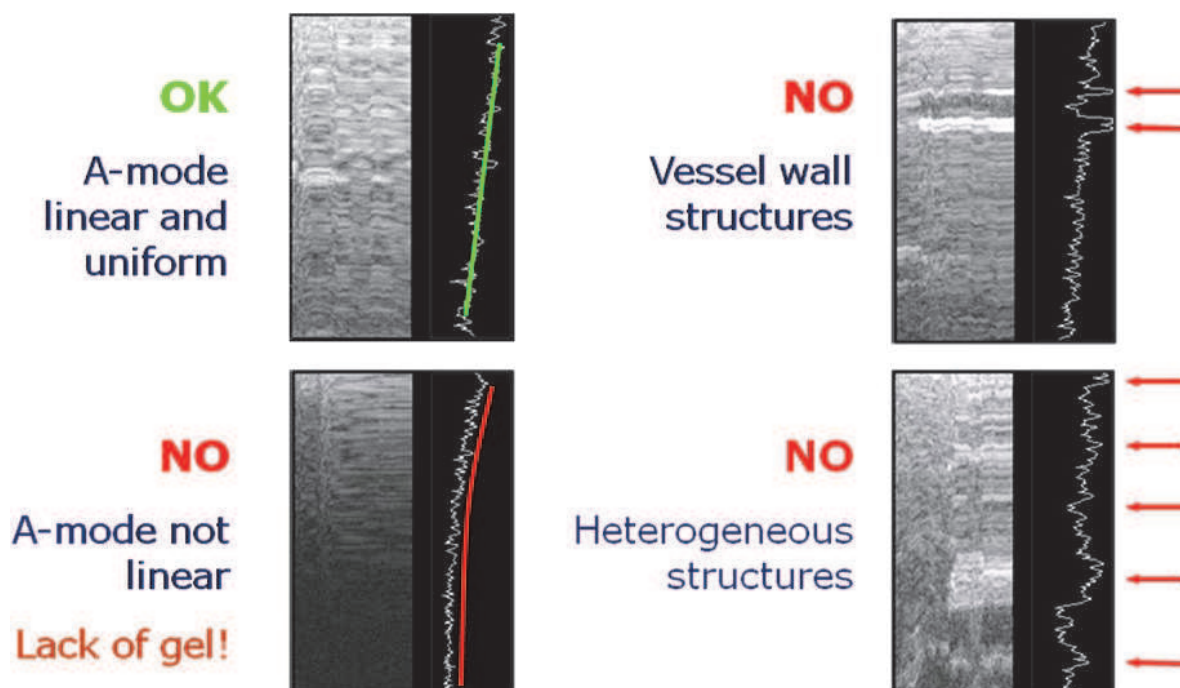 OK
A-mode
linear and
uniform
NO
Vessel wall
structures
NO
A-mode not
linear
Lack of gel!
NO
Heterogeneous
structures